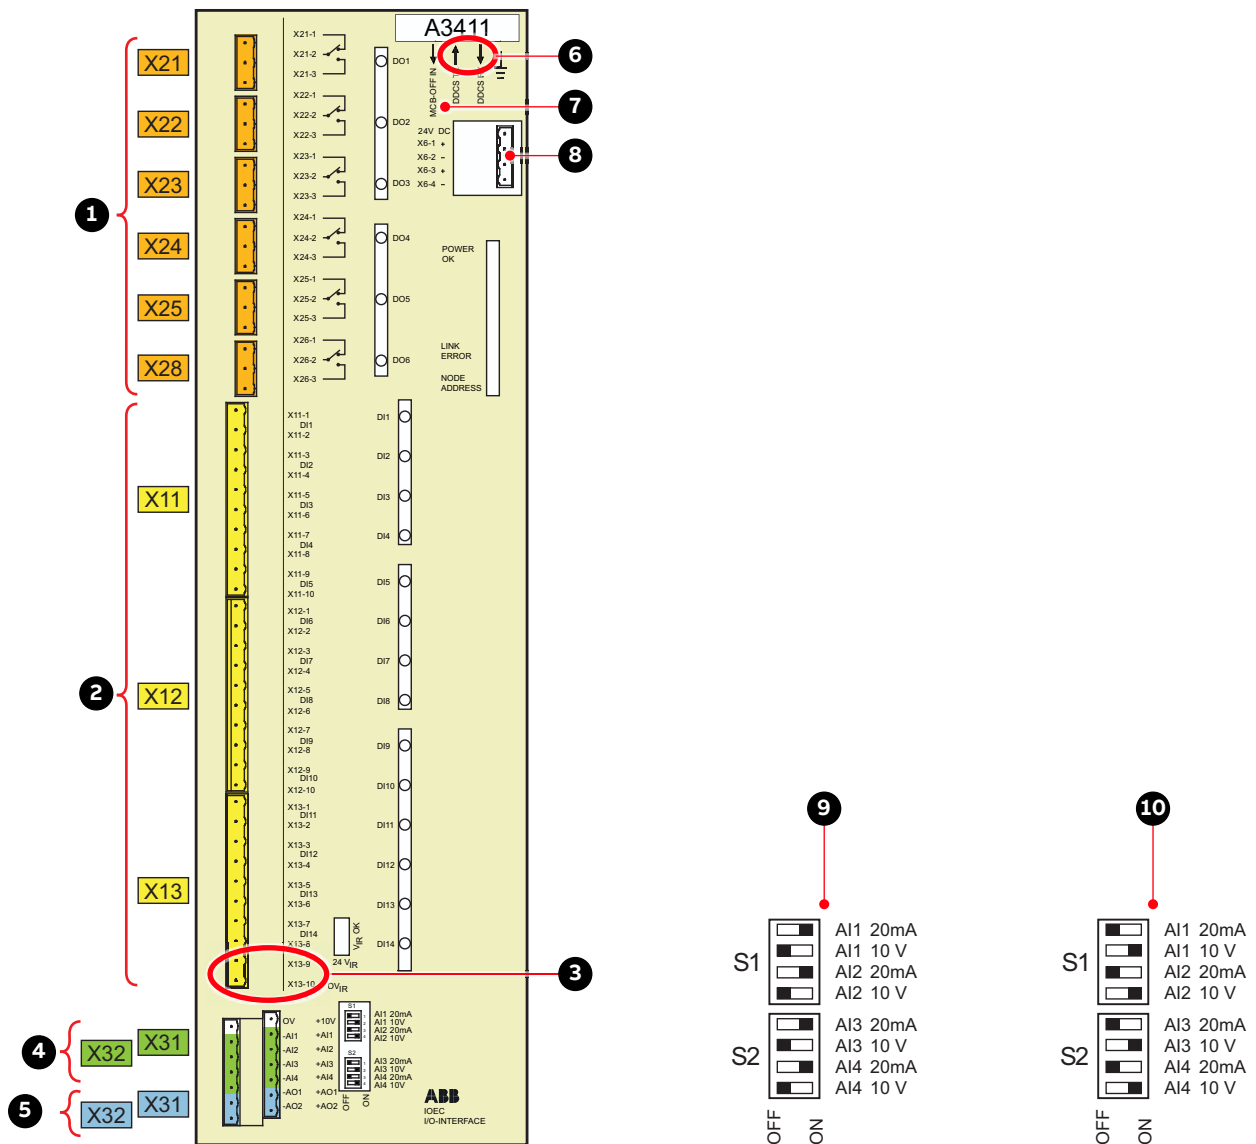 A3411
X21
X22
X23
X24
X25
X28
X11
X12
X13
X32 X31
X32 X31
1
2
3
4
5
6
7
8
9
10
X21-1
X21-2
X21-3
DO1
X22-1
X22-2
X22-3
DO2
X23-1
X23-2
X23-3
DO3
X24-1
X24-2
X24-3
DO4
X25-1
X25-2
X25-3
DO5
X26-1
X26-2
X26-3
DO6
MCB-OFF IN
DDCS
DDCS
24V DC
X6-1 +
X6-2 -
X6-3 +
X6-4 -
POWER
OK
LINK
ERROR
NODE
ADDRESS
X11-1
DI1
X11-2
X11-3
DI2
X11-4
X11-5
DI3
X11-6
X11-7
DI4
X11-8
X11-9
DI5
X11-10
X12-1
DI6
X12-2
X12-3
DI7
X12-4
X12-5
DI8
X12-6
X12-7
DI9
X12-8
X12-9
DI10
X12-10
X13-1
DI11
X13-2
X13-3
DI12
X13-4
X13-5
DI13
X13-6
X13-7
DI14
X13-8
X13-9
X13-10
DI1
DI2
DI3
DI4
DI5
DI6
DI7
DI8
DI9
DI10
DI11
DI12
DI13
DI14
VIR OK
24 VIR
0VIR
0V +10V
-AI1 +AI1
-AI2 +AI2
-AI3 +AI3
-AI4 +AI4
-AO1 +AO1
-AO2 +AO2
S1
AI1 20mA
AI1 10V
AI2 20mA
AI2 10V
S2
AI3 20mA
AI3 10V
AI4 20mA
AI4 10V
OFF
ON
ABB
IOEC
I/O-INTERFACE
S1
AI1 20mA
AI1 10 V
AI2 20mA
AI2 10 V
S2
AI3 20mA
AI3 10 V
AI4 20mA
AI4 10 V
OFF
ON
S1
AI1 20mA
AI1 10 V
AI2 20mA
AI2 10 V
S2
AI3 20mA
AI3 10 V
AI4 20mA
AI4 10 V
OFF
ON